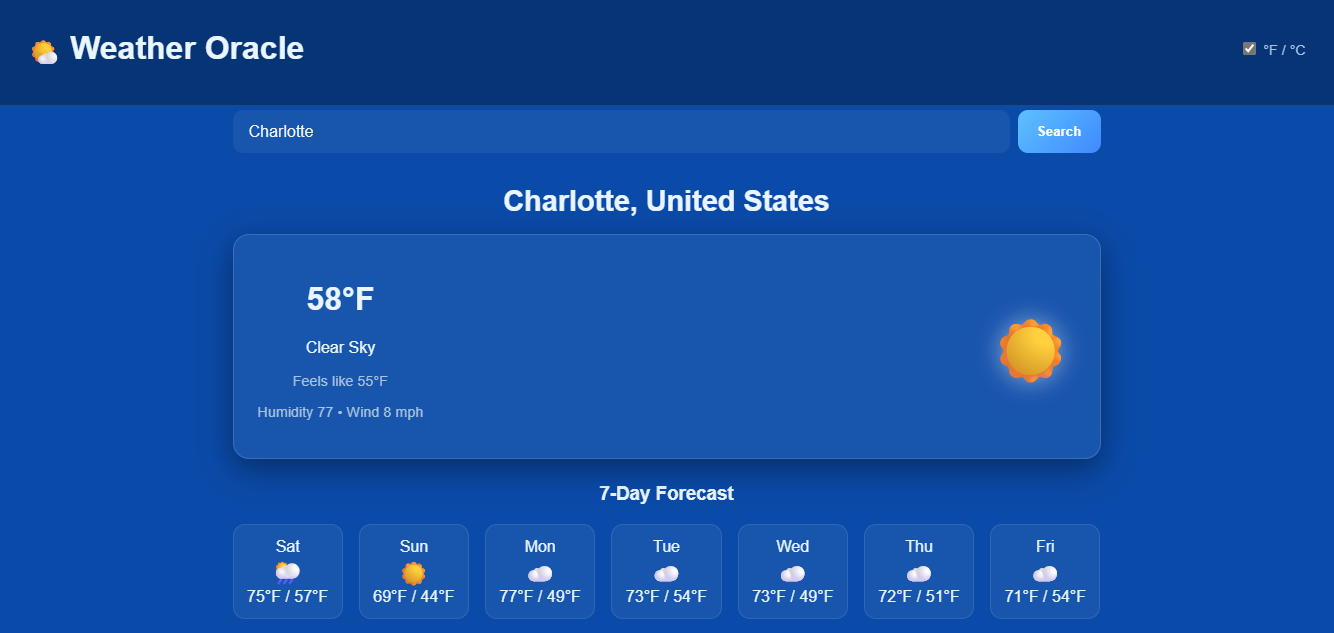 Weather Oracle
°F / °C
Charlotte
Search
Charlotte, United States
58°F
Clear Sky
Feels like 55°F
Humidity 77 • Wind 8 mph
7-Day Forecast
Sat
75°F / 57°F
Sun
69°F / 44°F
Mon
77°F / 49°F
Tue
73°F / 54°F
Wed
73°F / 49°F
Thu
72°F / 51°F
Fri
71°F / 54°F